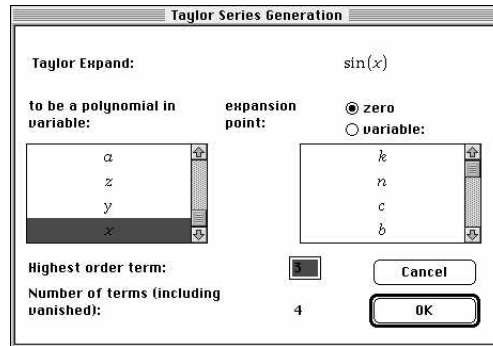 Taylor Series Generation
Taylor Expand: sin(x)
to be a polynomial in variable:
expansion point:
zero
variable:
a
z
y
x
k
n
c
b
Highest order term: 3
Cancel
Number of terms (including vanished): 4
OK